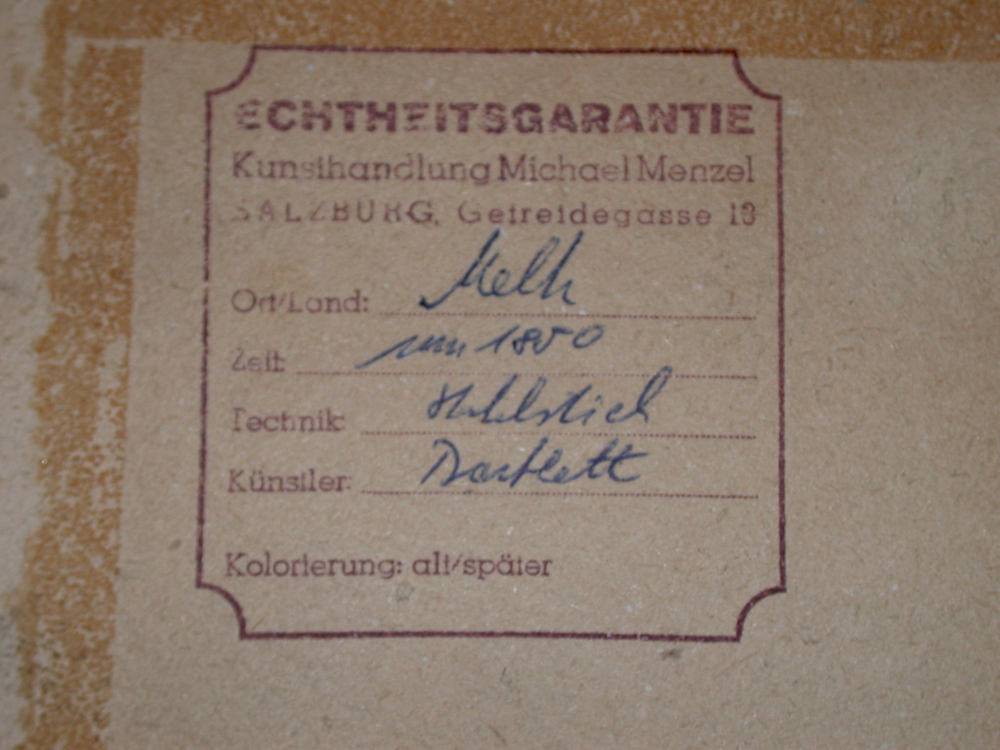 ECHTHEITSGARANTIE
Kunsthandlung Michael Menzel
SALZBURG, Getreidegasse 13
Ort/Land: Melk
Zeit: um 1850
Technik: Stahlstich
Künstler: Bartlett
Kolorierung: alt/später